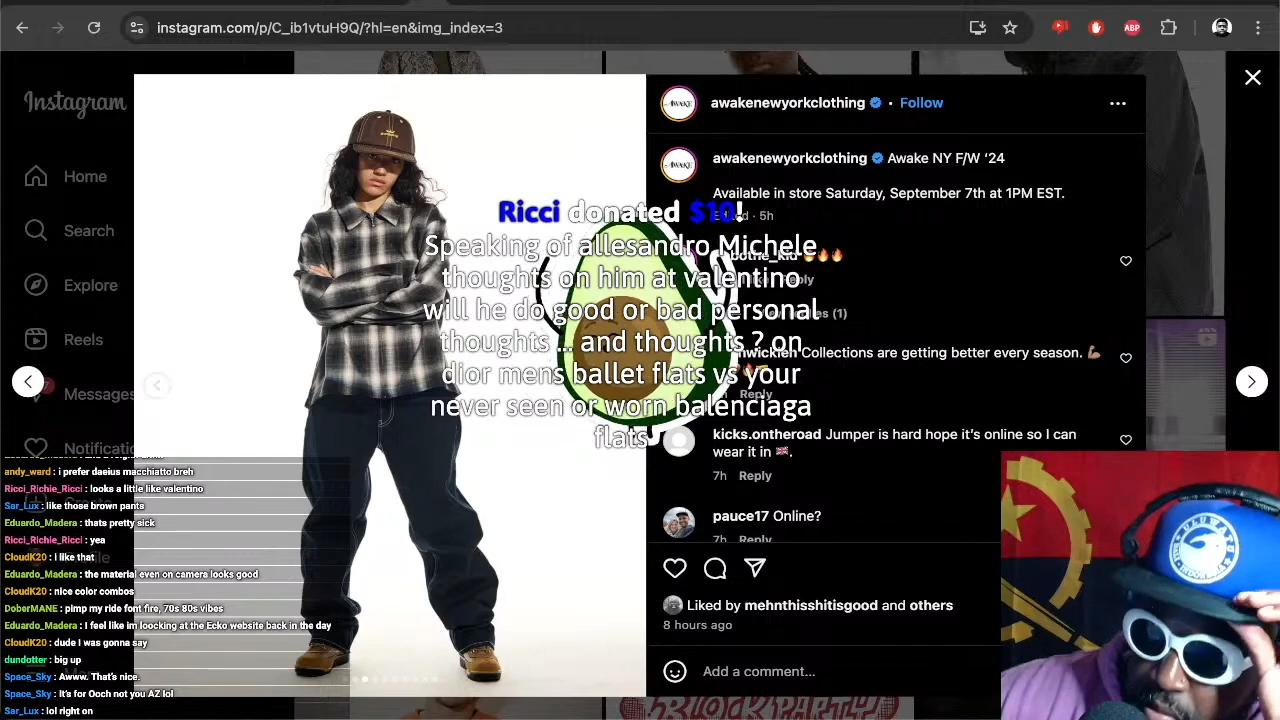 instagram.com/p/C_ib1vtuH9Q/?hl=en&img_index=3
ABP
Instagram
Home
Search
Explore
Reels
Messages
Notificatio
awakenewyorkclothing • Follow
awakenewyorkclothing Awake NY F/W ‘24
Available in store Saturday, September 7th at 1PM EST.
5h
Ricci donated $10!
Speaking of allesandro Michele
thoughts on him at valentino
will he do good or bad personal
thoughts ... and thoughts ? on
dior mens ballet flats vs your
never seen or worn balenciaga
flats
Collections are getting better every season. 💪🏽
Reply
kicks.ontheroad Jumper is hard hope it’s online so I can
wear it in 🇬🇧.
7h Reply
pauce17 Online?
7h Reply
Liked by mehnthisshitisgood and others
8 hours ago
Add a comment...
andy_ward : i prefer daeius macchiatto breh
Ricci_Richie_Ricci : looks a little like valentino
Sar_Lux : like those brown pants
Eduardo_Madera : thats pretty sick
Ricci_Richie_Ricci : yea
CloudK20 : i like that
Eduardo_Madera : the material even on camera looks good
CloudK20 : nice color combos
DoberMANE : pimp my ride font fire, 70s 80s vibes
Eduardo_Madera : I feel like im loocking at the Ecko website back in the day
CloudK20 : dude I was gonna say
dundotter : big up
Space_Sky : Awww. That's nice.
Space_Sky : It's for Ooch not you AZ lol
Sar_Lux : lol right on